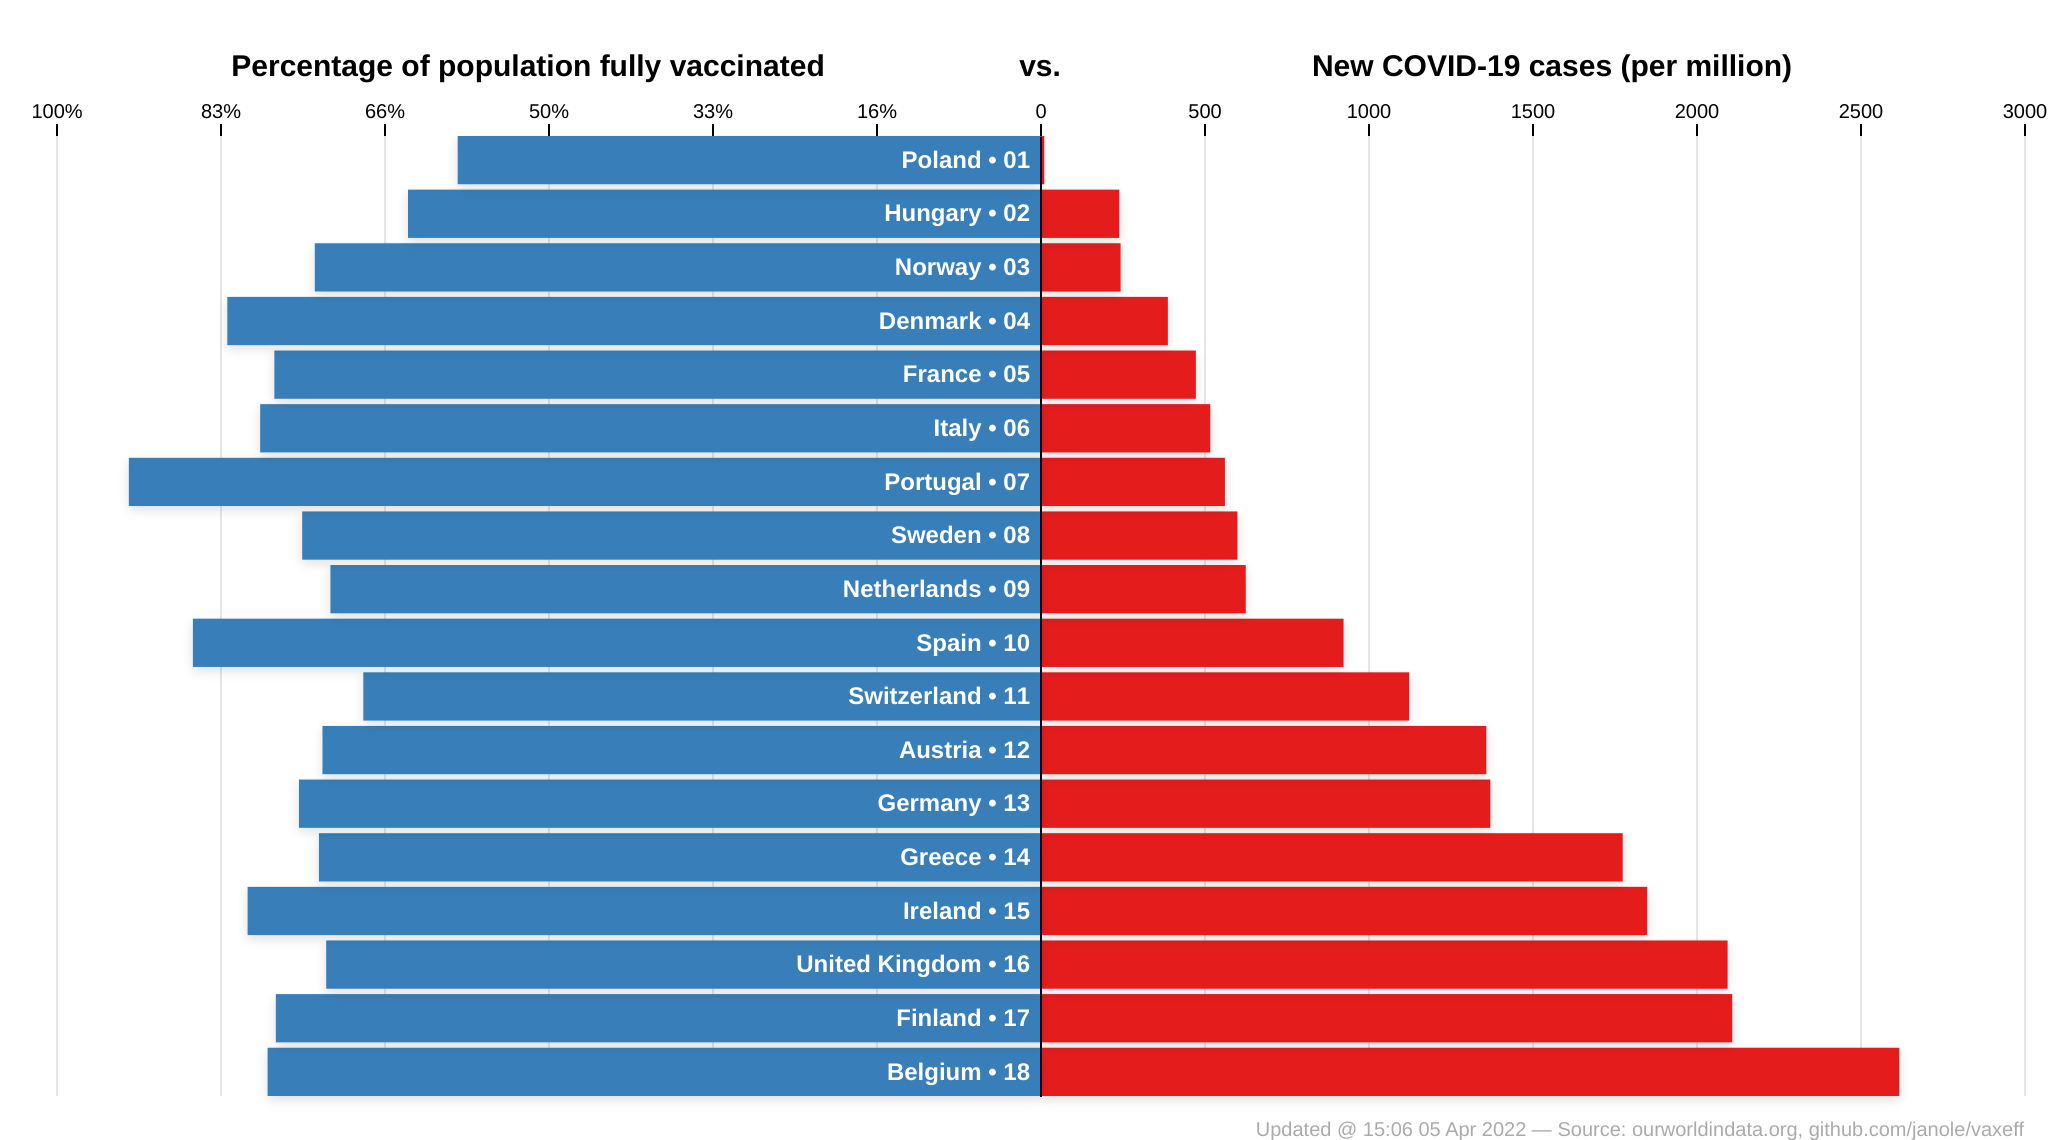 Percentage of population fully vaccinated vs. New COVID-19 cases (per million)
100% 83% 66% 50% 33% 16% 0 500 1000 1500 2000 2500 3000
Poland • 01
Hungary • 02
Norway • 03
Denmark • 04
France • 05
Italy • 06
Portugal • 07
Sweden • 08
Netherlands • 09
Spain • 10
Switzerland • 11
Austria • 12
Germany • 13
Greece • 14
Ireland • 15
United Kingdom • 16
Finland • 17
Belgium • 18
Updated @ 15:06 05 Apr 2022 — Source: ourworldindata.org, github.com/janole/vaxeff